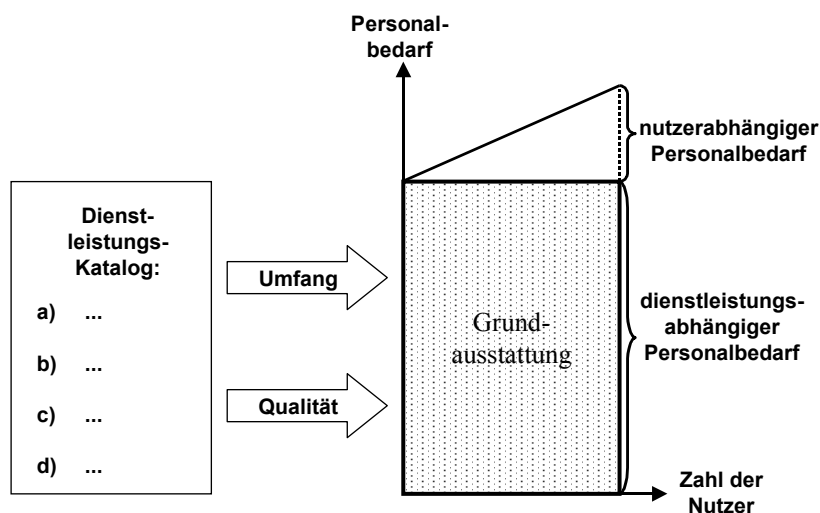 Personal-
bedarf
nutzerabhängiger
Personalbedarf
Dienst-
leistungs-
Katalog:
a) ...
b) ...
c) ...
d) ...
Umfang
Qualität
Grund-
ausstattung
dienstleistungs-
abhängiger
Personalbedarf
Zahl der
Nutzer